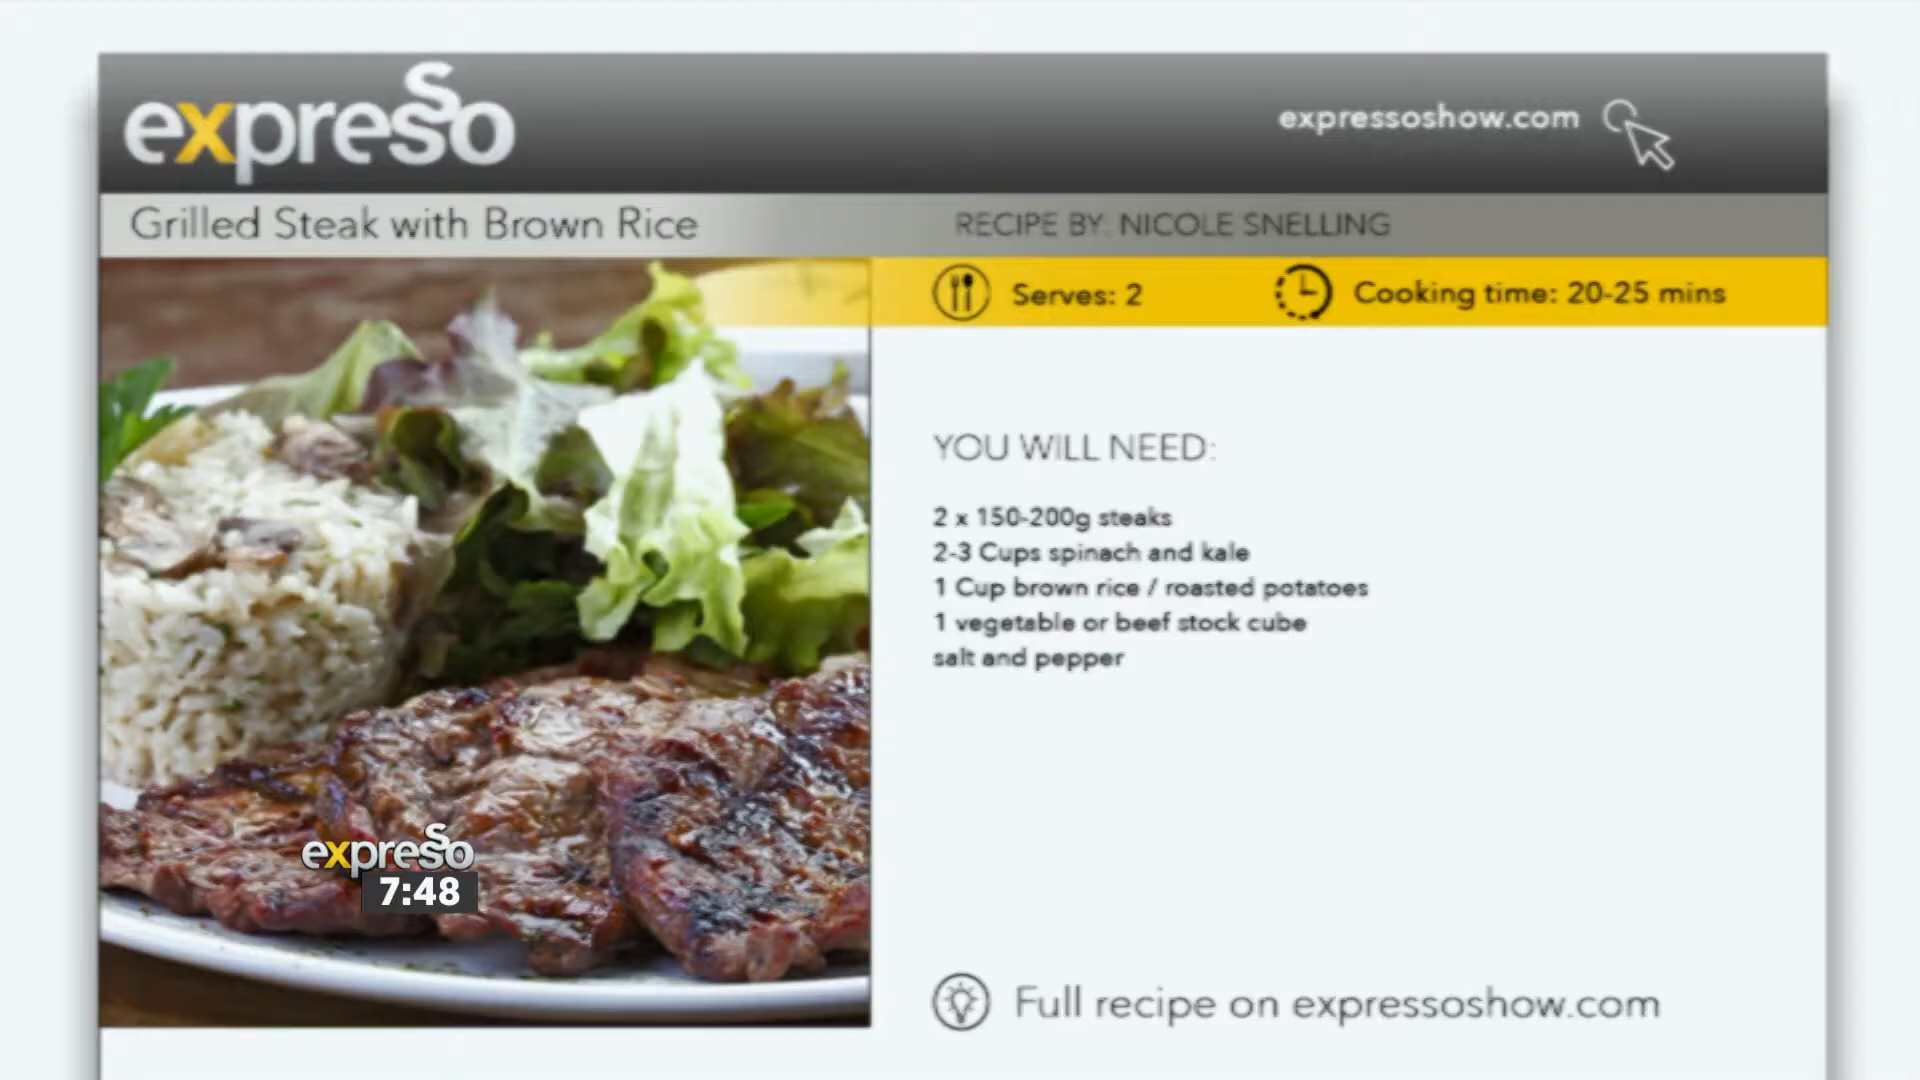 expresso
expressoshow.com
Grilled Steak with Brown Rice
RECIPE BY: NICOLE SNELLING
Serves: 2
Cooking time: 20-25 mins
YOU WILL NEED:
2 x 150-200g steaks
2-3 Cups spinach and kale
1 Cup brown rice / roasted potatoes
1 vegetable or beef stock cube
salt and pepper
expresso
7:48
Full recipe on expressoshow.com